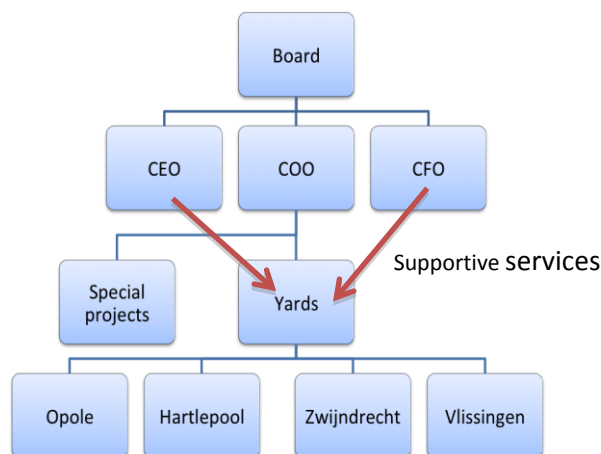 Board
CEO
COO
CFO
Supportive services
Special
projects
Yards
Opole
Hartlepool
Zwijndrecht
Vlissingen